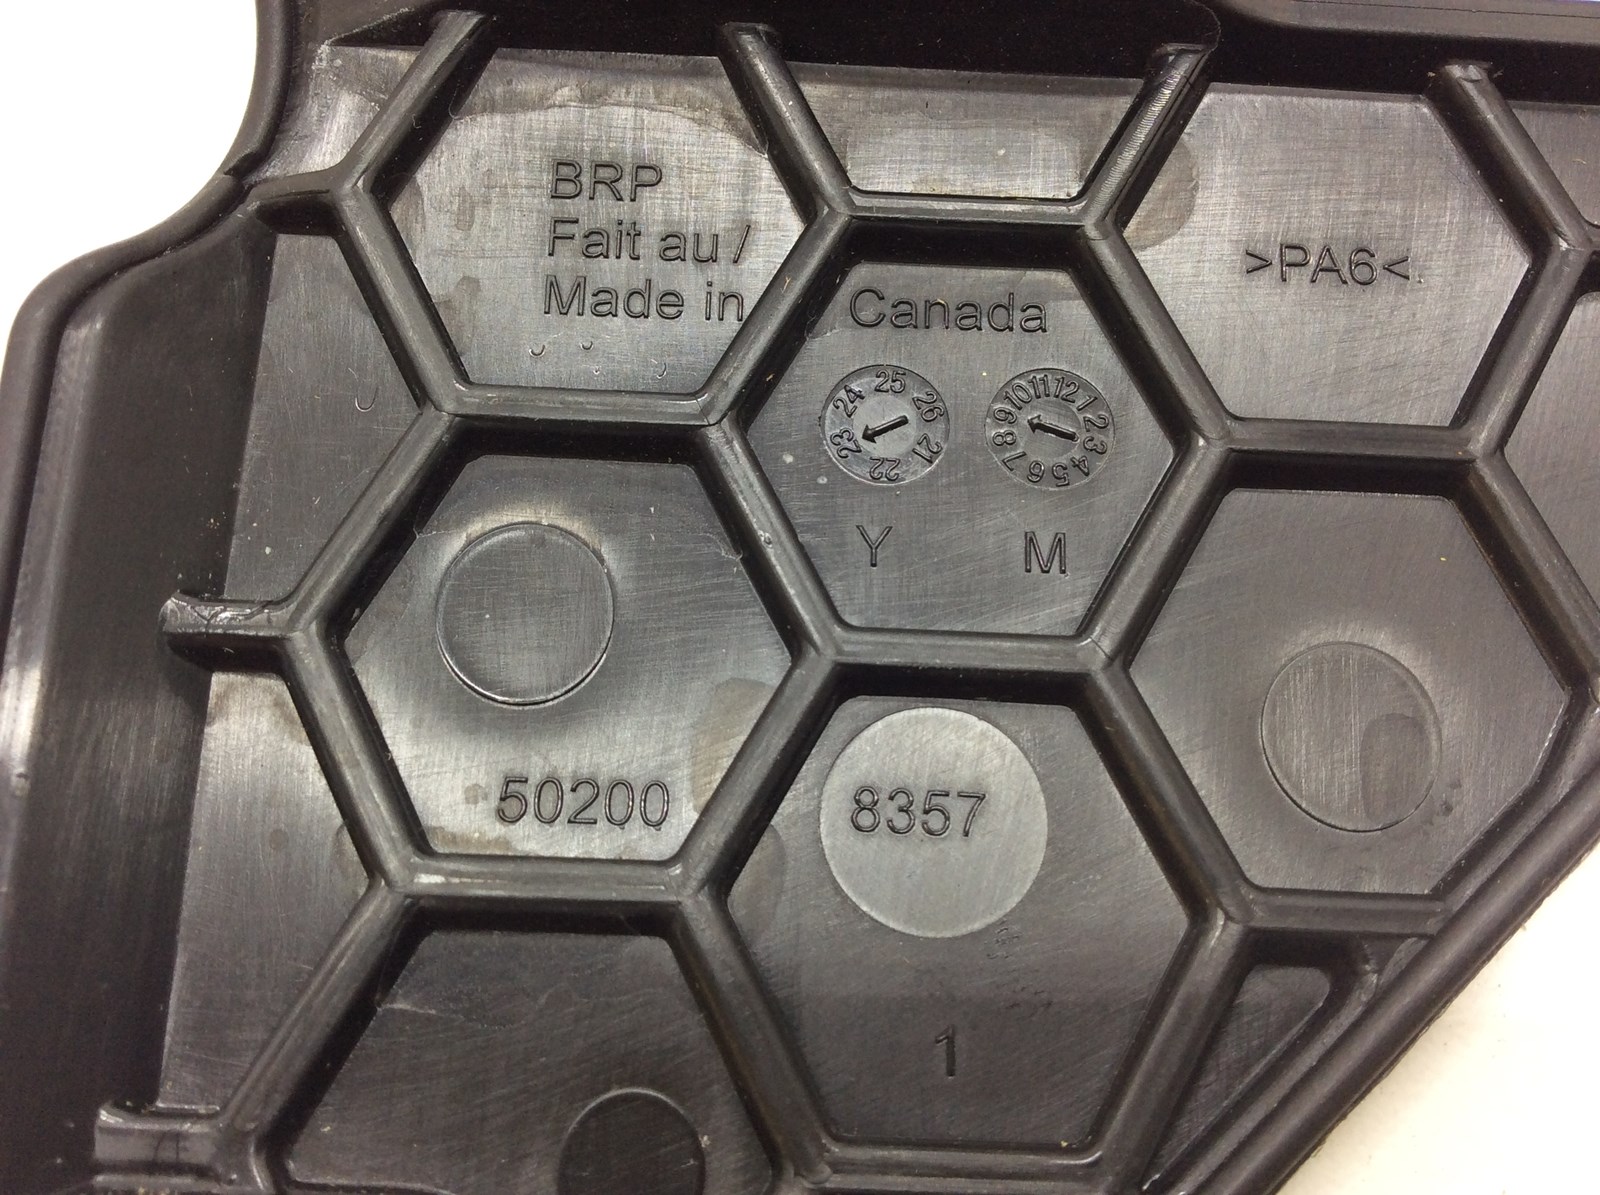 BRP
Fait au /
Made in Canada
>PA6<
24 25 26 21 22 23
10 11 12 1 2 3 4 5 6 7 8 9
Y M
50200 8357
1